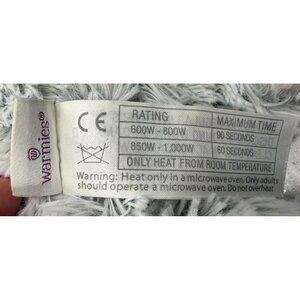 warmies®
CE
RATING MAXIMUM TIME
600W - 800W 90 SECONDS
850W - 1,000W 60 SECONDS
ONLY HEAT FROM ROOM TEMPERATURE
Warning: Heat only in a microwave oven. Only adults
should operate a microwave oven. Do not overheat